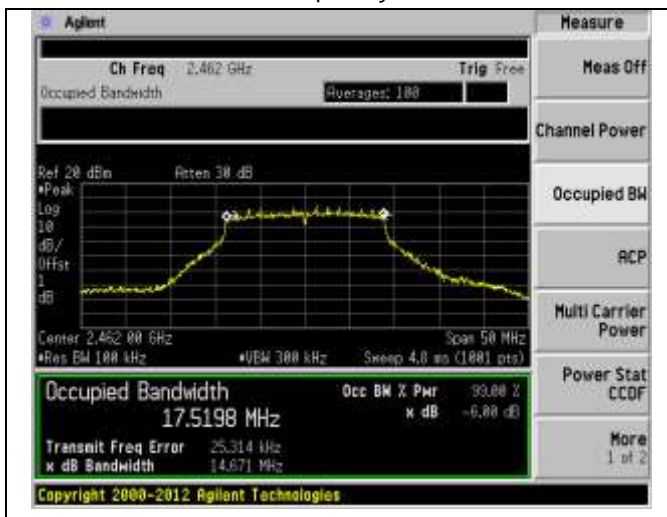 Agilent
Measure
Ch Freq 2.462 GHz Trig Free
Occupied Bandwidth Averages: 100
Meas Off
Channel Power
Occupied BW
ACP
Multi Carrier
Power
Power Stat
CCDF
More
1 of 2
Ref 20 dBm Atten 30 dB
•Peak
Log
10
dB/
Offst
1
dB
Center 2.462 00 GHz Span 50 MHz
•Res BW 100 kHz •VBW 300 kHz Sweep 4.8 ms (1001 pts)
Occupied Bandwidth Occ BW % Pwr 99.00 %
17.5198 MHz x dB -6.00 dB
Transmit Freq Error 25.314 kHz
x dB Bandwidth 14.671 MHz
Copyright 2000-2012 Agilent Technologies